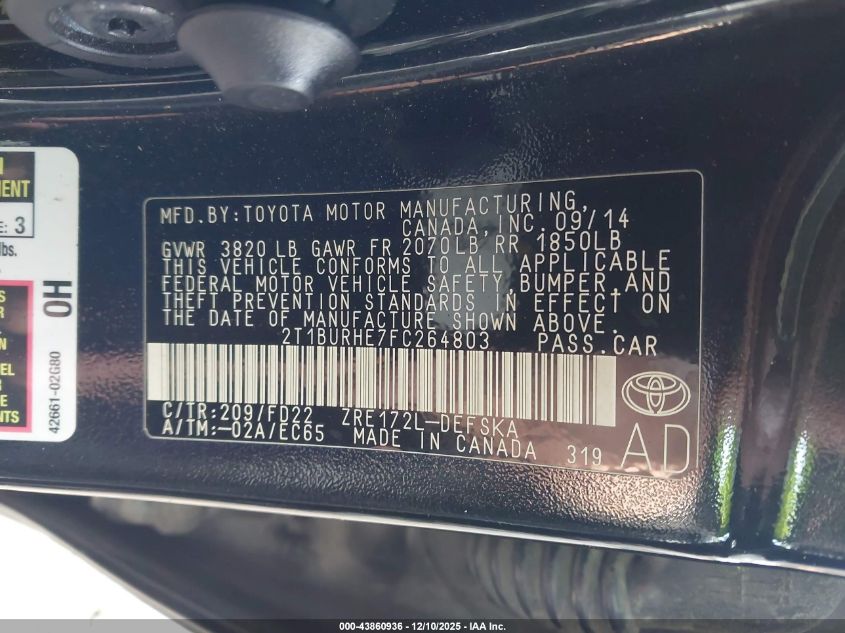 MFD.BY:TOYOTA MOTOR MANUFACTURING,
CANADA,INC. 09/14
GVWR 3820 LB GAWR FR 2070LB, RR 1850LB
THIS VEHICLE CONFORMS TO ALL APPLICABLE
FEDERAL MOTOR VEHICLE SAFETY, BUMPER,AND
THEFT PREVENTION STANDARDS IN EFFECT ON
THE DATE OF MANUFACTURE SHOWN ABOVE.
2T1BURHE7FC264803 PASS.CAR
C/TR:209/FD22 ZRE172L-DEFSKA
A/TM:-02A/EC65 MADE IN CANADA 319
AD
E: 3
lbs.
OH
42661-02G80
000-43860936 - 12/10/2025 - IAA Inc.